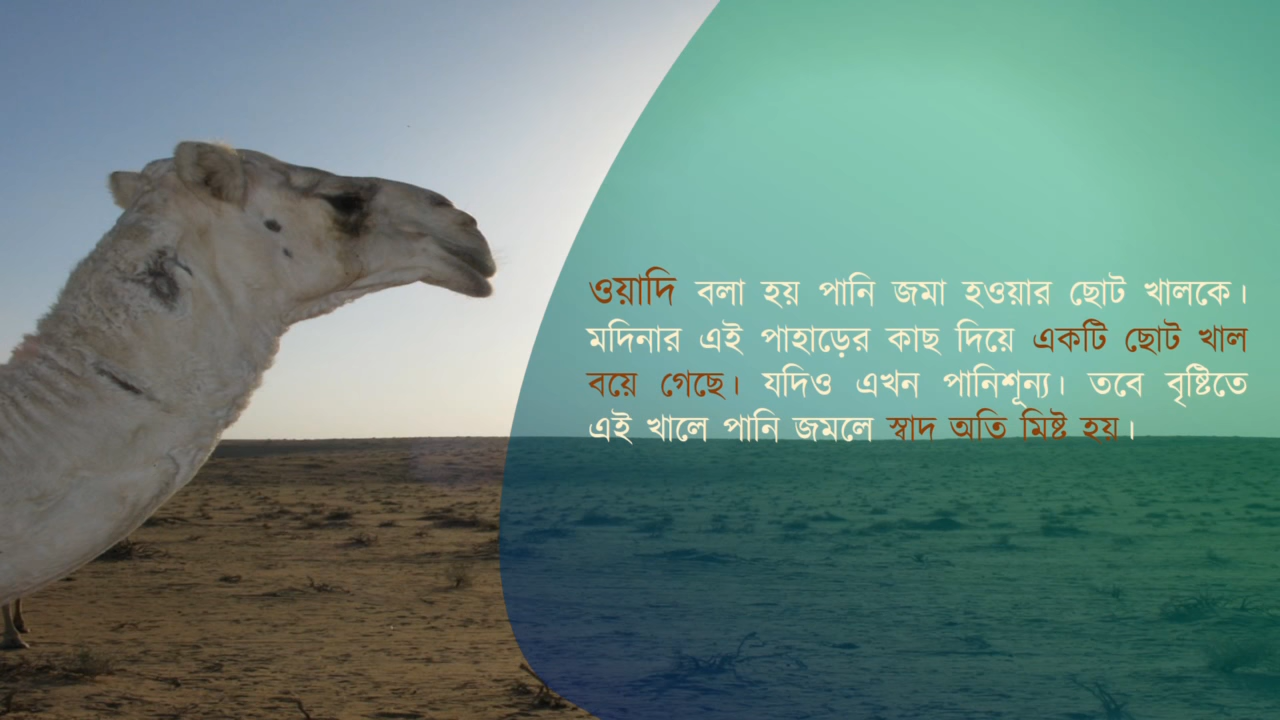 ওয়াদি বলা হয় পানি জমা হওয়ার ছোট খালকে।
মদিনার এই পাহাড়ের কাছ দিয়ে একটি ছোট খাল
বয়ে গেছে। যদিও এখন পানিশূন্য। তবে বৃষ্টিতে
এই খালে পানি জমলে স্বাদ অতি মিষ্ট হয়।